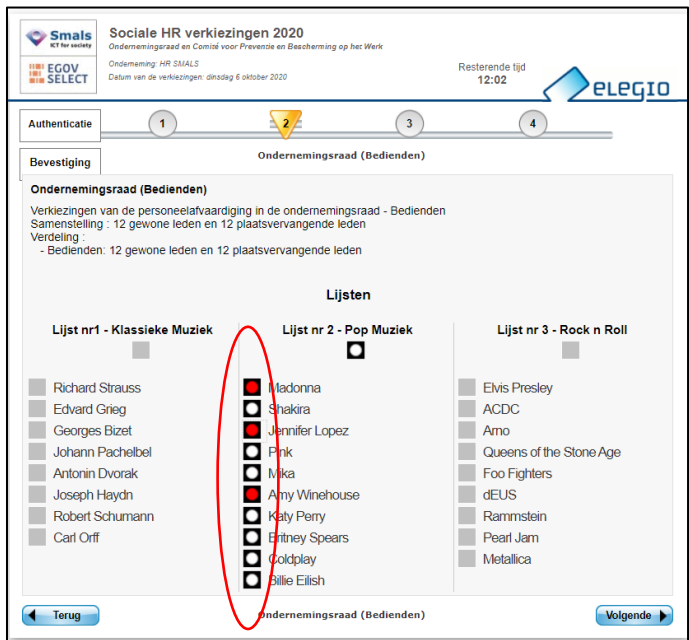 Smals
ICT for society
EGOV
SELECT
Sociale HR verkiezingen 2020
Ondernemingsraad en Comité voor Preventie en Bescherming op het Werk
Onderneming: HR SMALS
Datum van de verkiezingen: dinsdag 6 oktober 2020
Resterende tijd
12:02
elegio
Authenticatie
1
2
3
4
Bevestiging
Ondernemingsraad (Bedienden)
Ondernemingsraad (Bedienden)
Verkiezingen van de personeelafvaardiging in de ondernemingsraad - Bedienden
Samenstelling : 12 gewone leden en 12 plaatsvervangende leden
Verdeling :
- Bedienden: 12 gewone leden en 12 plaatsvervangende leden
Lijsten
Lijst nr1 - Klassieke Muziek
Richard Strauss
Edvard Grieg
Georges Bizet
Johann Pachelbel
Antonin Dvorak
Joseph Haydn
Robert Schumann
Carl Orff
Lijst nr 2 - Pop Muziek
Madonna
Shakira
Jennifer Lopez
Pink
Mika
Amy Winehouse
Katy Perry
Britney Spears
Coldplay
Billie Eilish
Lijst nr 3 - Rock n Roll
Elvis Presley
ACDC
Arno
Queens of the Stone Age
Foo Fighters
dEUS
Rammstein
Pearl Jam
Metallica
Terug
Ondernemingsraad (Bedienden)
Volgende